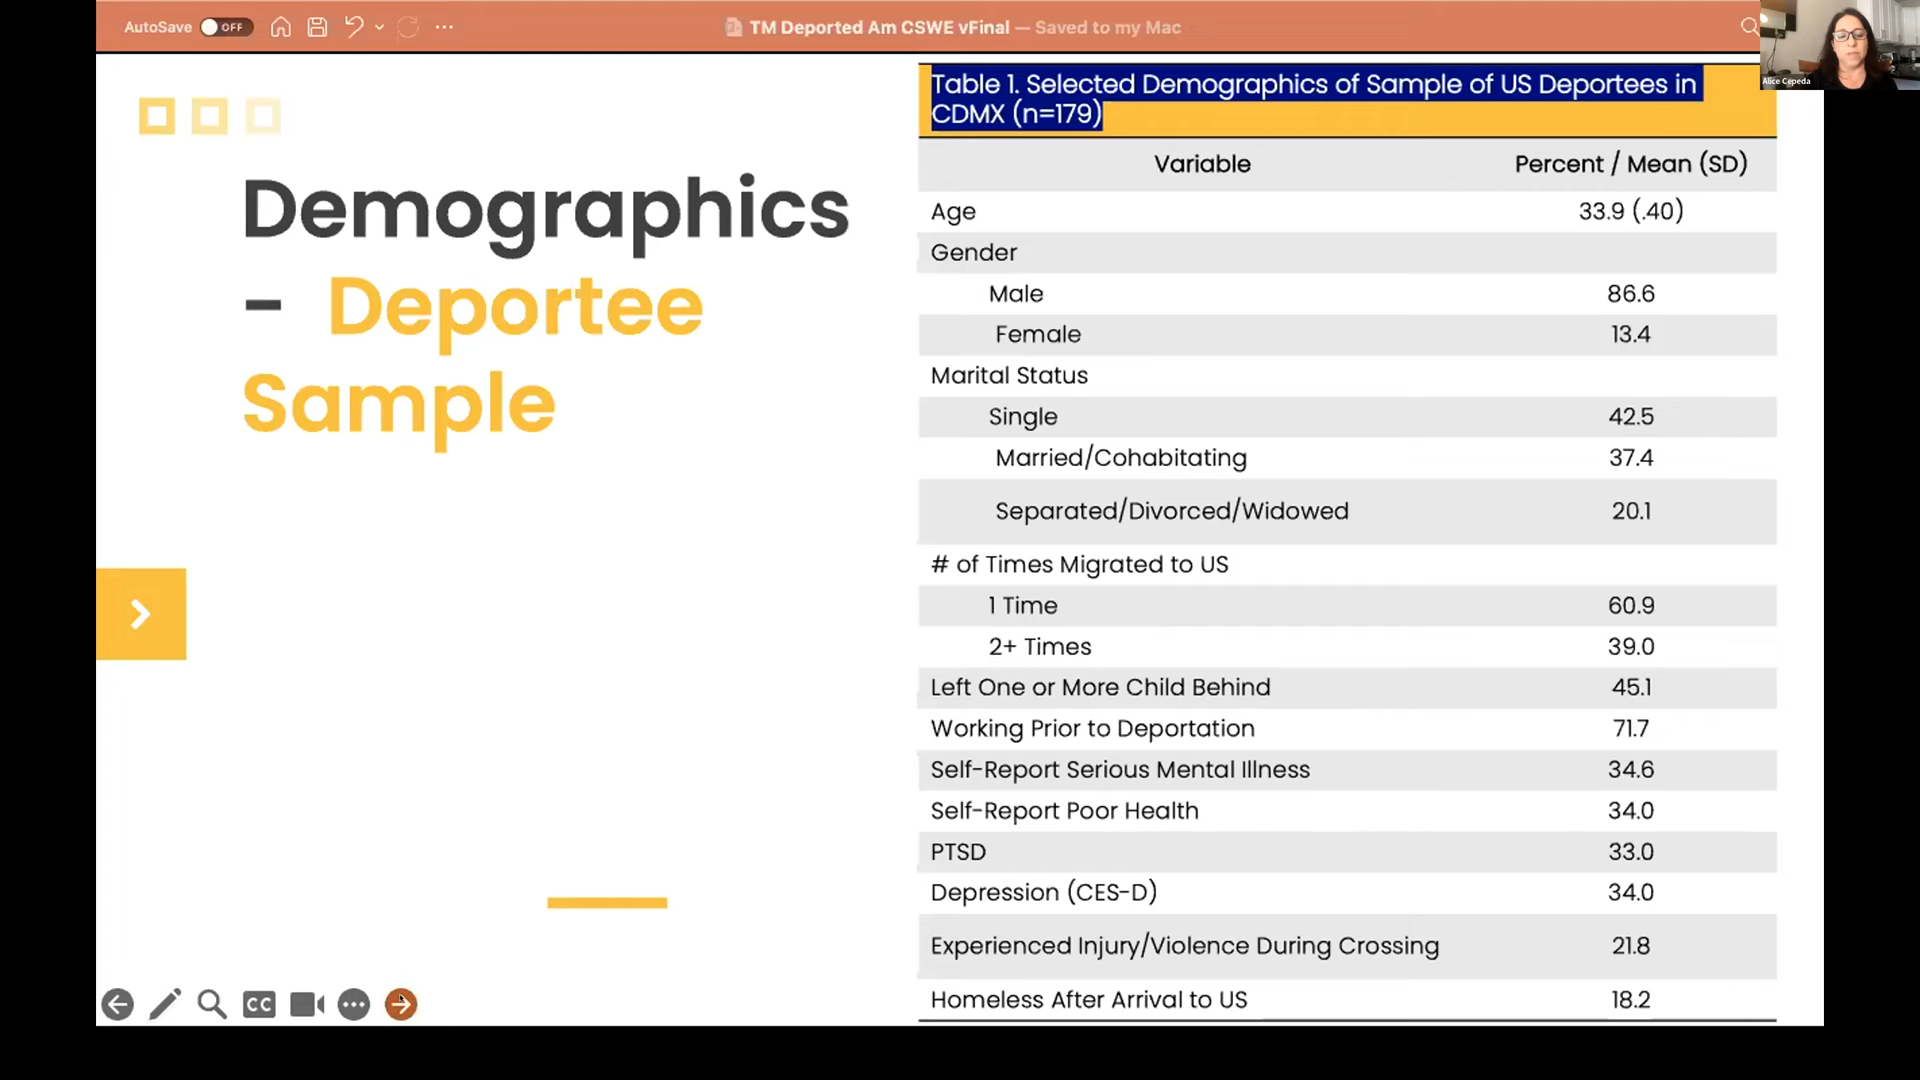 AutoSave OFF
TM Deported Am CSWE vFinal — Saved to my Mac
Alice Cepeda
Demographics
- Deportee
Sample
Table 1. Selected Demographics of Sample of US Deportees in
CDMX (n=179)
Variable Percent / Mean (SD)
Age 33.9 (.40)
Gender
Male 86.6
Female 13.4
Marital Status
Single 42.5
Married/Cohabitating 37.4
Separated/Divorced/Widowed 20.1
# of Times Migrated to US
1 Time 60.9
2+ Times 39.0
Left One or More Child Behind 45.1
Working Prior to Deportation 71.7
Self-Report Serious Mental Illness 34.6
Self-Report Poor Health 34.0
PTSD 33.0
Depression (CES-D) 34.0
Experienced Injury/Violence During Crossing 21.8
Homeless After Arrival to US 18.2
CC